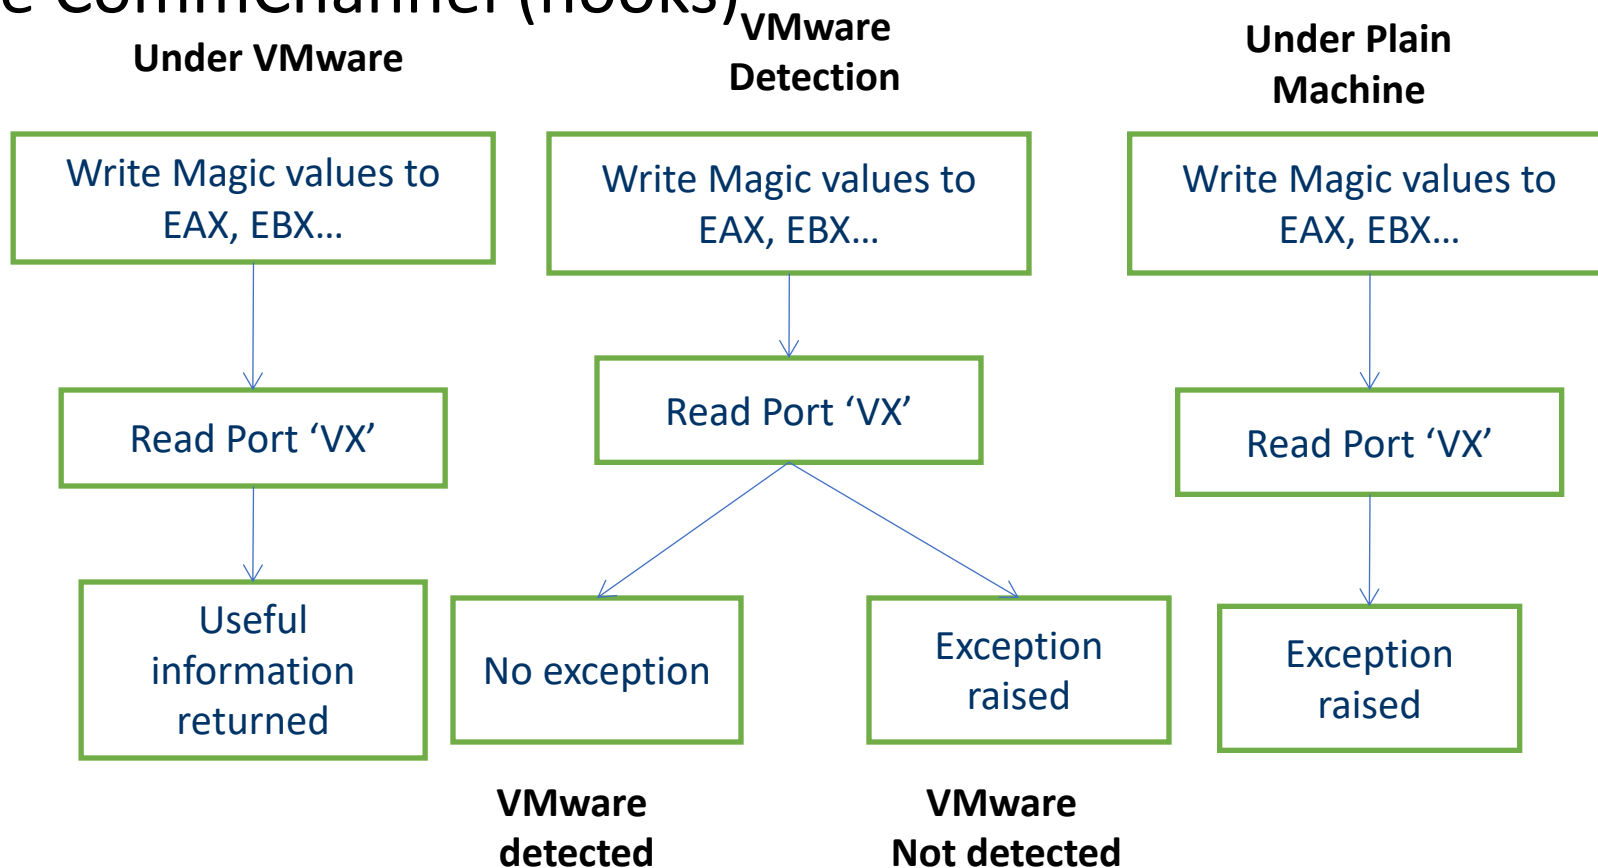 e CommChannel (hooks)
Under VMware
Write Magic values to
EAX, EBX…
Read Port ‘VX’
Useful
information
returned
VMware
Detection
Write Magic values to
EAX, EBX…
Read Port ‘VX’
No exception
VMware
detected
Exception
raised
VMware
Not detected
Under Plain
Machine
Write Magic values to
EAX, EBX…
Read Port ‘VX’
Exception
raised